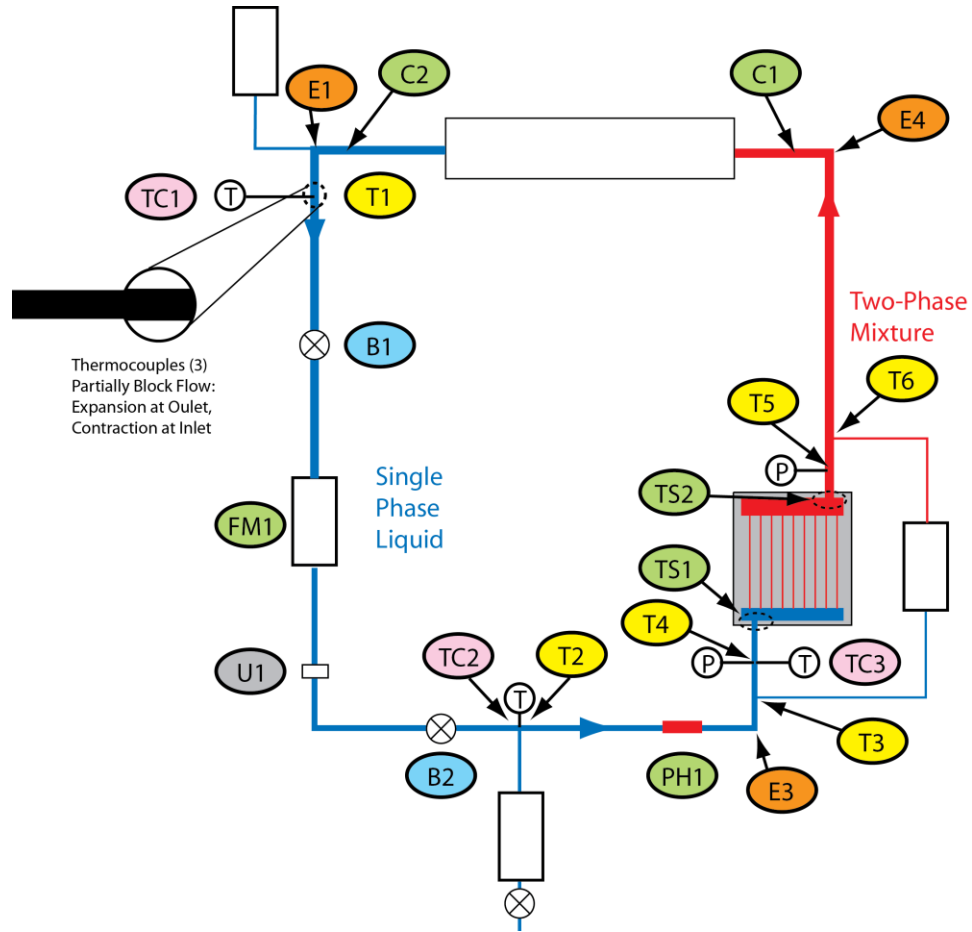 C2
C1
E1
E4
TC1
T
T1
Two-Phase
Mixture
B1
Thermocouples (3)
Partially Block Flow:
Expansion at Oulet,
Contraction at Inlet
T6
T5
P
Single
Phase
Liquid
TS2
FM1
TS1
T4
TC2
T2
P
T
TC3
U1
T
T3
B2
PH1
E3